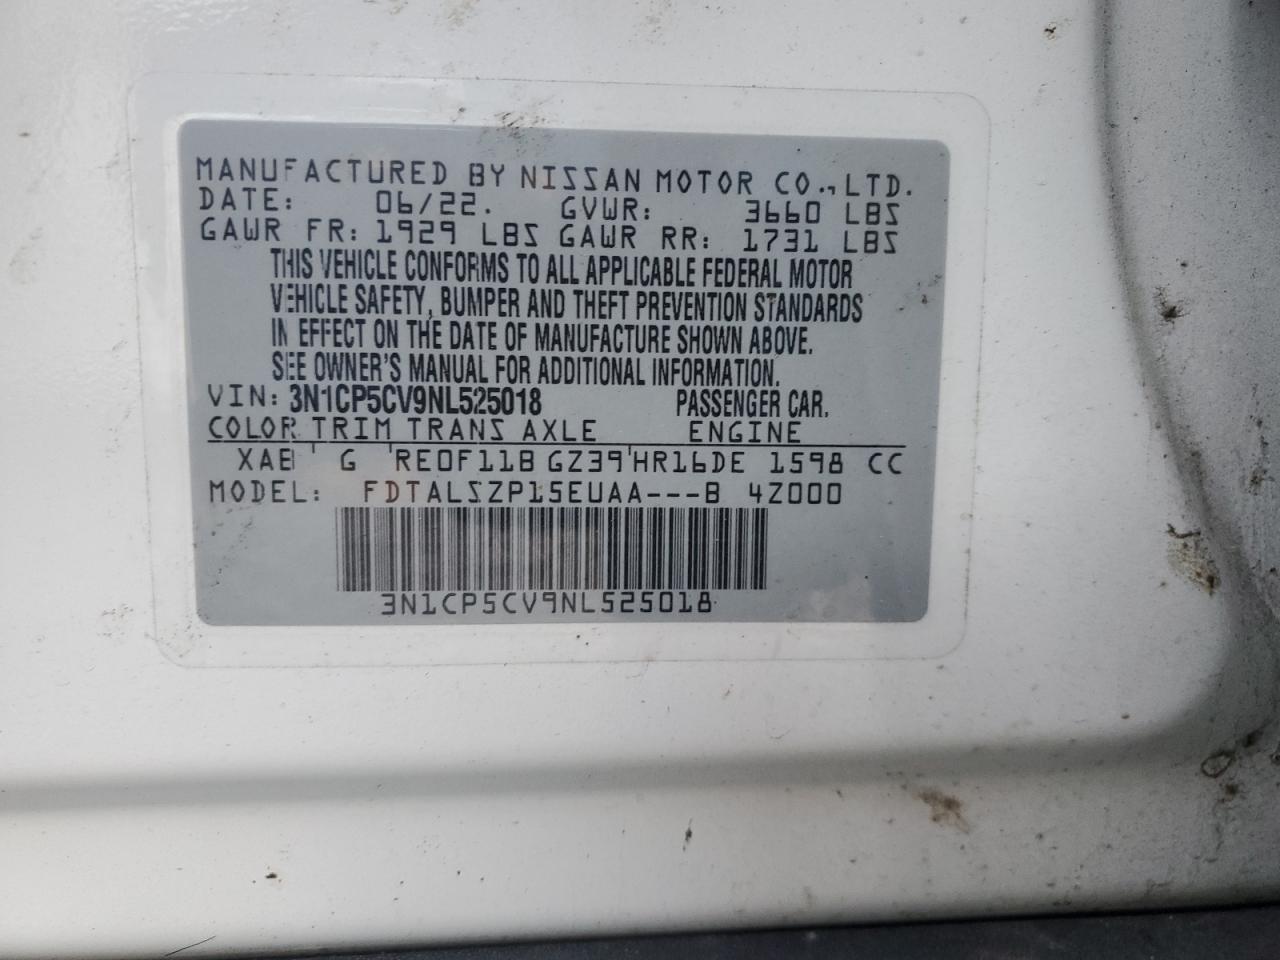 MANUFACTURED BY NISSAN MOTOR CO., LTD.
DATE: 06/22. GVWR: 3660 LBS
GAWR FR: 1929 LBS GAWR RR: 1731 LBS
THIS VEHICLE CONFORMS TO ALL APPLICABLE FEDERAL MOTOR
VEHICLE SAFETY, BUMPER AND THEFT PREVENTION STANDARDS
IN EFFECT ON THE DATE OF MANUFACTURE SHOWN ABOVE.
SEE OWNER'S MANUAL FOR ADDITIONAL INFORMATION.
VIN: 3N1CP5CV9NL525018 PASSENGER CAR.
COLOR TRIM TRANS AXLE ENGINE
XAB G RE0F11B GZ39 HR16DE 1598 CC
MODEL: FDTALSZP15EUAA---B 4Z000
3N1CP5CV9NL525018